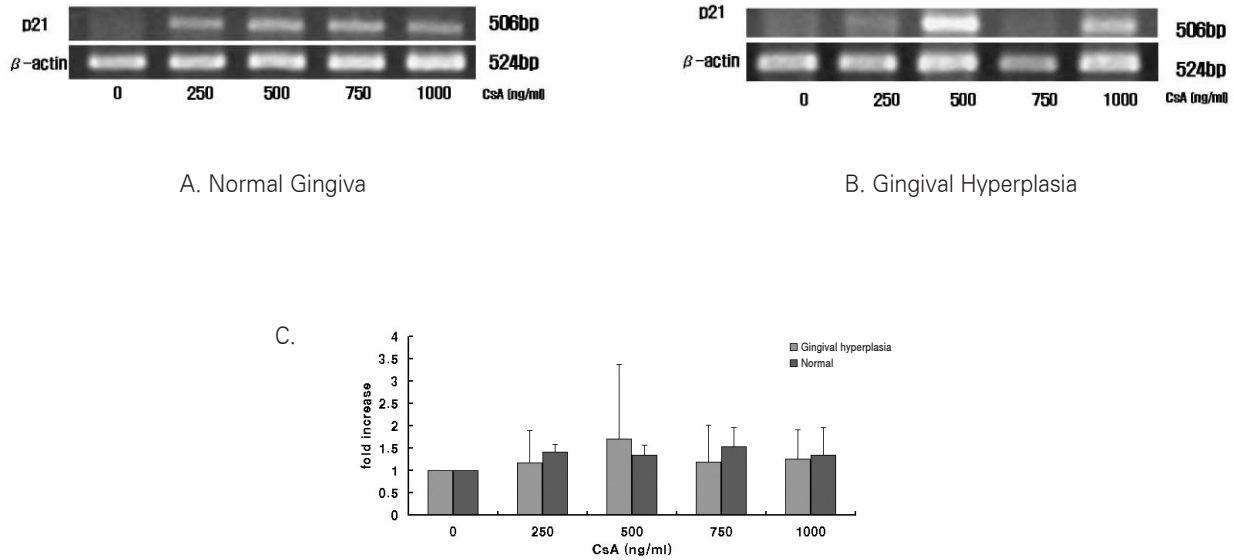 p21 506bp
β-actin 524bp
0 250 500 750 1000 CsA (ng/ml)
A. Normal Gingiva
p21 506bp
β-actin 524bp
0 250 500 750 1000 CsA (ng/ml)
B. Gingival Hyperplasia
C.
4
3.5
3
2.5
2
1.5
1
0.5
0
fold increase
Gingival hyperplasia
Normal
0 250 500 750 1000
CsA (ng/ml)